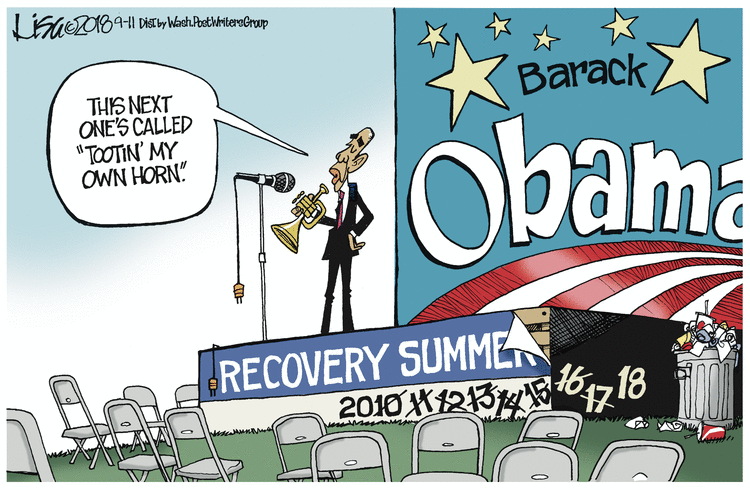 Lisa©2018 9-11 Dist by Wash.Post Writers Group
THIS NEXT
ONE'S CALLED
"TOOTIN' MY
OWN HORN."
Barack
Obama
RECOVERY SUMMER
2010 11 12 13 14 15 16 17 18